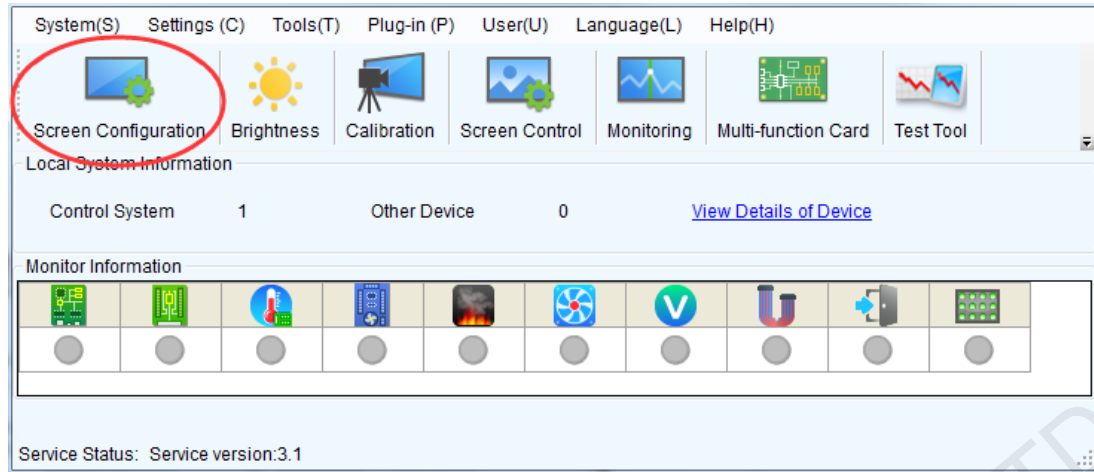 System(S) Settings (C) Tools(T) Plug-in (P) User(U) Language(L) Help(H)
Screen Configuration Brightness Calibration Screen Control Monitoring Multi-function Card Test Tool
Local System Information
Control System 1 Other Device 0 View Details of Device
Monitor Information
V
Service Status: Service version:3.1
TD